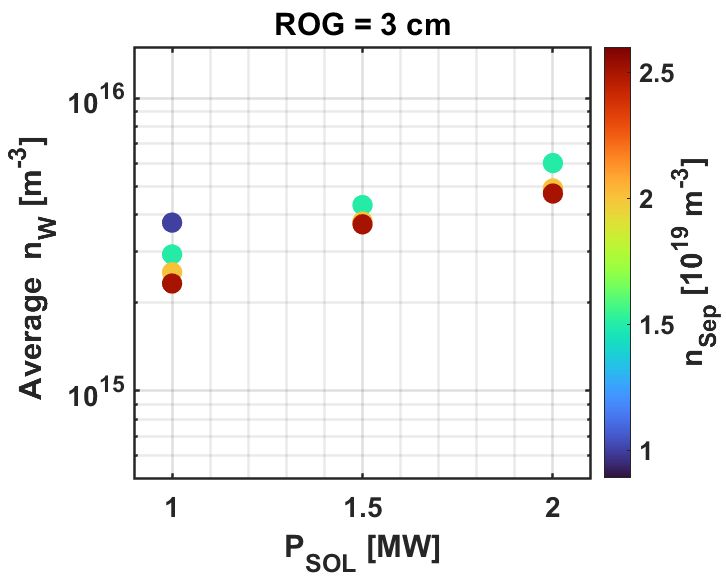 ROG = 3 cm
10^16
10^15
Average n_W [m^-3]
1 1.5 2
P_SOL [MW]
2.5
2
1.5
1
n_Sep [10^19 m^-3]